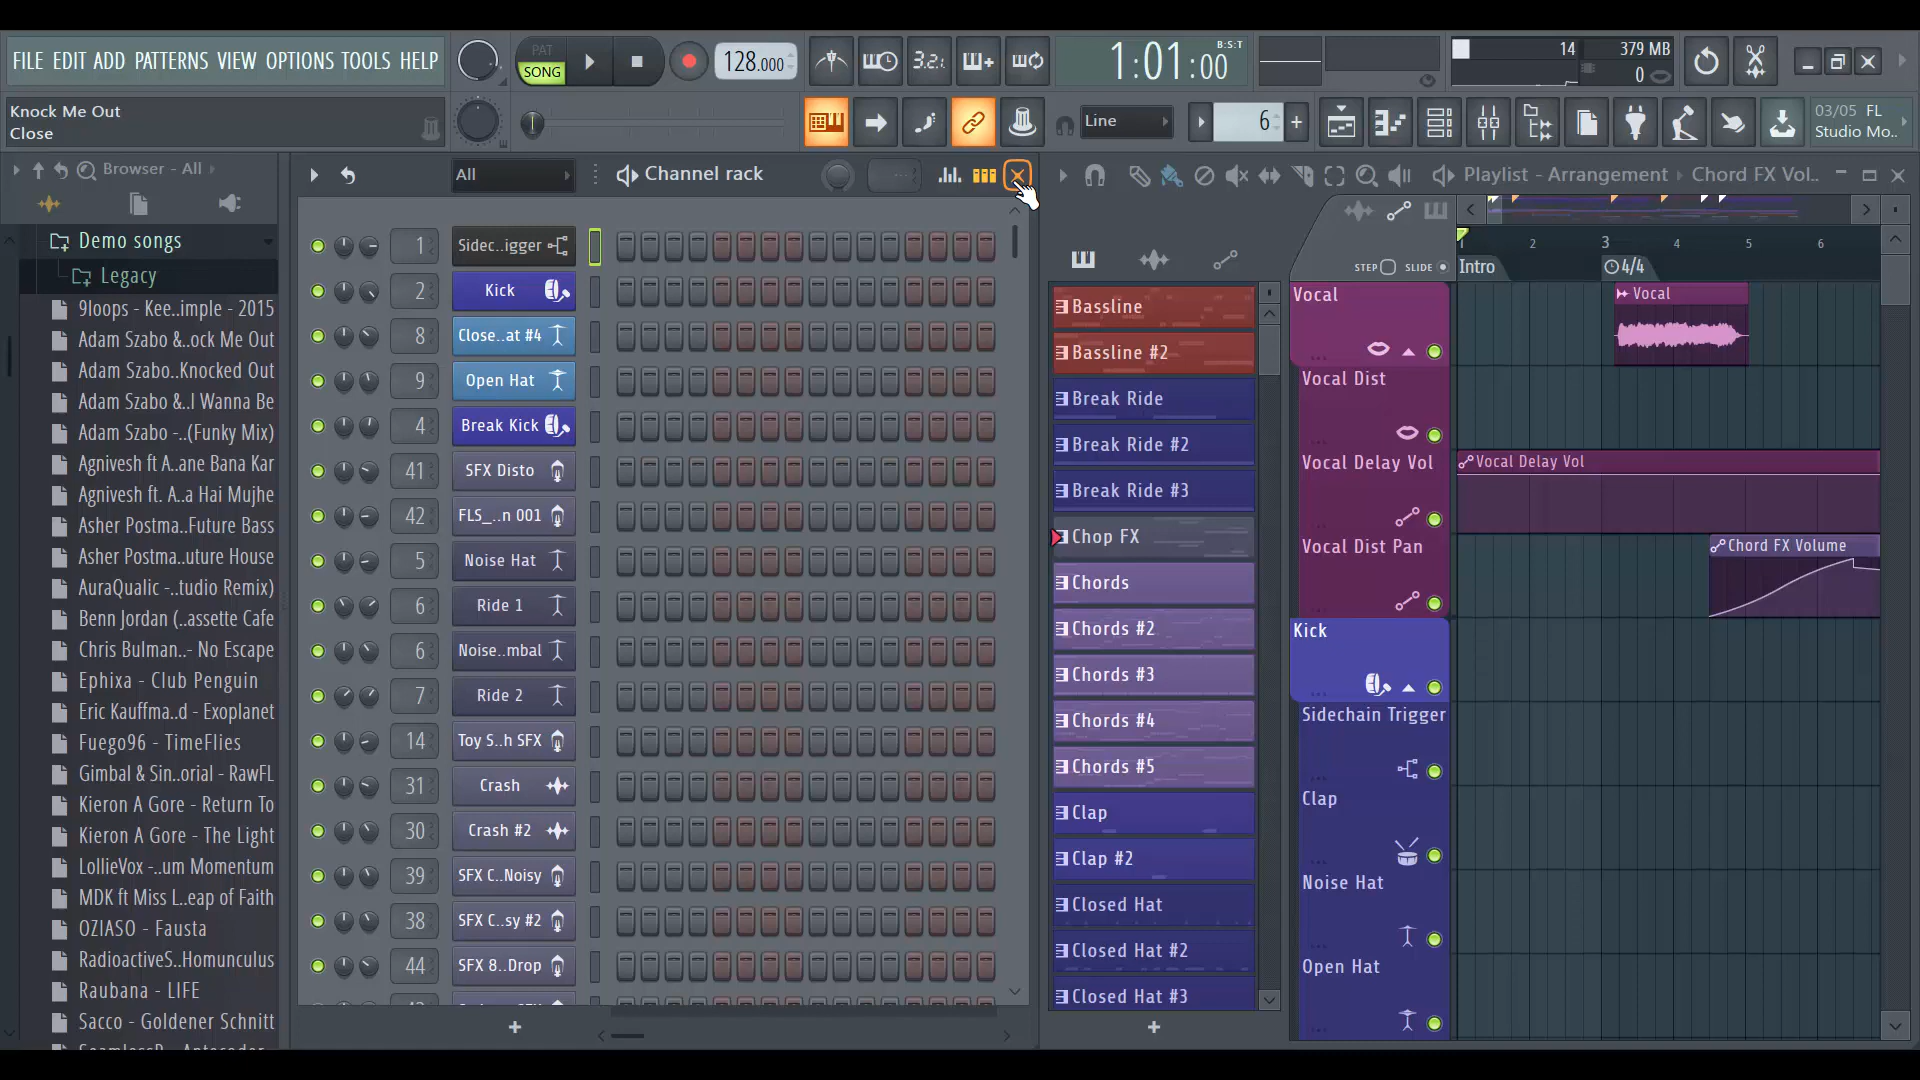 FILE EDIT ADD PATTERNS VIEW OPTIONS TOOLS HELP
PAT
SONG
128.000
3.2.1
1:01:00
B:S:T
14
379 MB
0
Knock Me Out
Close
Line
6
03/05 FL
Studio Mo..
Browser - All
All
Channel rack
Playlist - Arrangement
Chord FX Vol..
Demo songs
Legacy
9loops - Kee..imple - 2015
Adam Szabo &..ock Me Out
Adam Szabo..Knocked Out
Adam Szabo &..I Wanna Be
Adam Szabo -..(Funky Mix)
Agnivesh ft A..ane Bana Kar
Agnivesh ft. A..a Hai Mujhe
Asher Postma..Future Bass
Asher Postma..uture House
AuraQualic -..tudio Remix)
Benn Jordan (..assette Cafe
Chris Bulman..- No Escape
Ephixa - Club Penguin
Eric Kauffma..d - Exoplanet
Fuego96 - TimeFlies
Gimbal & Sin..orial - RawFL
Kieron A Gore - Return To
Kieron A Gore - The Light
LollieVox -..um Momentum
MDK ft Miss L..eap of Faith
OZIASO - Fausta
RadioactiveS..Homunculus
Raubana - LIFE
Sacco - Goldener Schnitt
1 Sidec..igger
2 Kick
8 Close..at #4
9 Open Hat
4 Break Kick
41 SFX Disto
42 FLS_..n 001
5 Noise Hat
6 Ride 1
6 Noise..mbal
7 Ride 2
14 Toy S..h SFX
31 Crash
30 Crash #2
39 SFX C..Noisy
38 SFX C..sy #2
44 SFX 8..Drop
Bassline
Bassline #2
Break Ride
Break Ride #2
Break Ride #3
Chop FX
Chords
Chords #2
Chords #3
Chords #4
Chords #5
Clap
Clap #2
Closed Hat
Closed Hat #2
Closed Hat #3
STEP SLIDE
1 2 3 4 5 6
Intro
4/4
Vocal
Vocal
Vocal Dist
Vocal Delay Vol
Vocal Delay Vol
Vocal Dist Pan
Chord FX Volume
Kick
Sidechain Trigger
Clap
Noise Hat
Open Hat